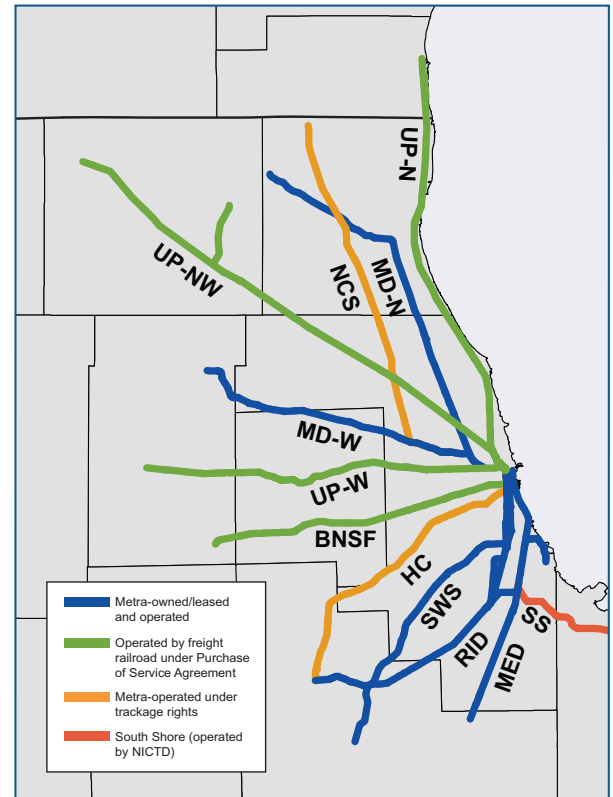 UP-N
UP-NW
NCS
MD-N
MD-W
UP-W
BNSF
HC
SWS
RID
MED
SS
Metra-owned/leased
and operated
Operated by freight
railroad under Purchase
of Service Agreement
Metra-operated under
trackage rights
South Shore (operated
by NICTD)